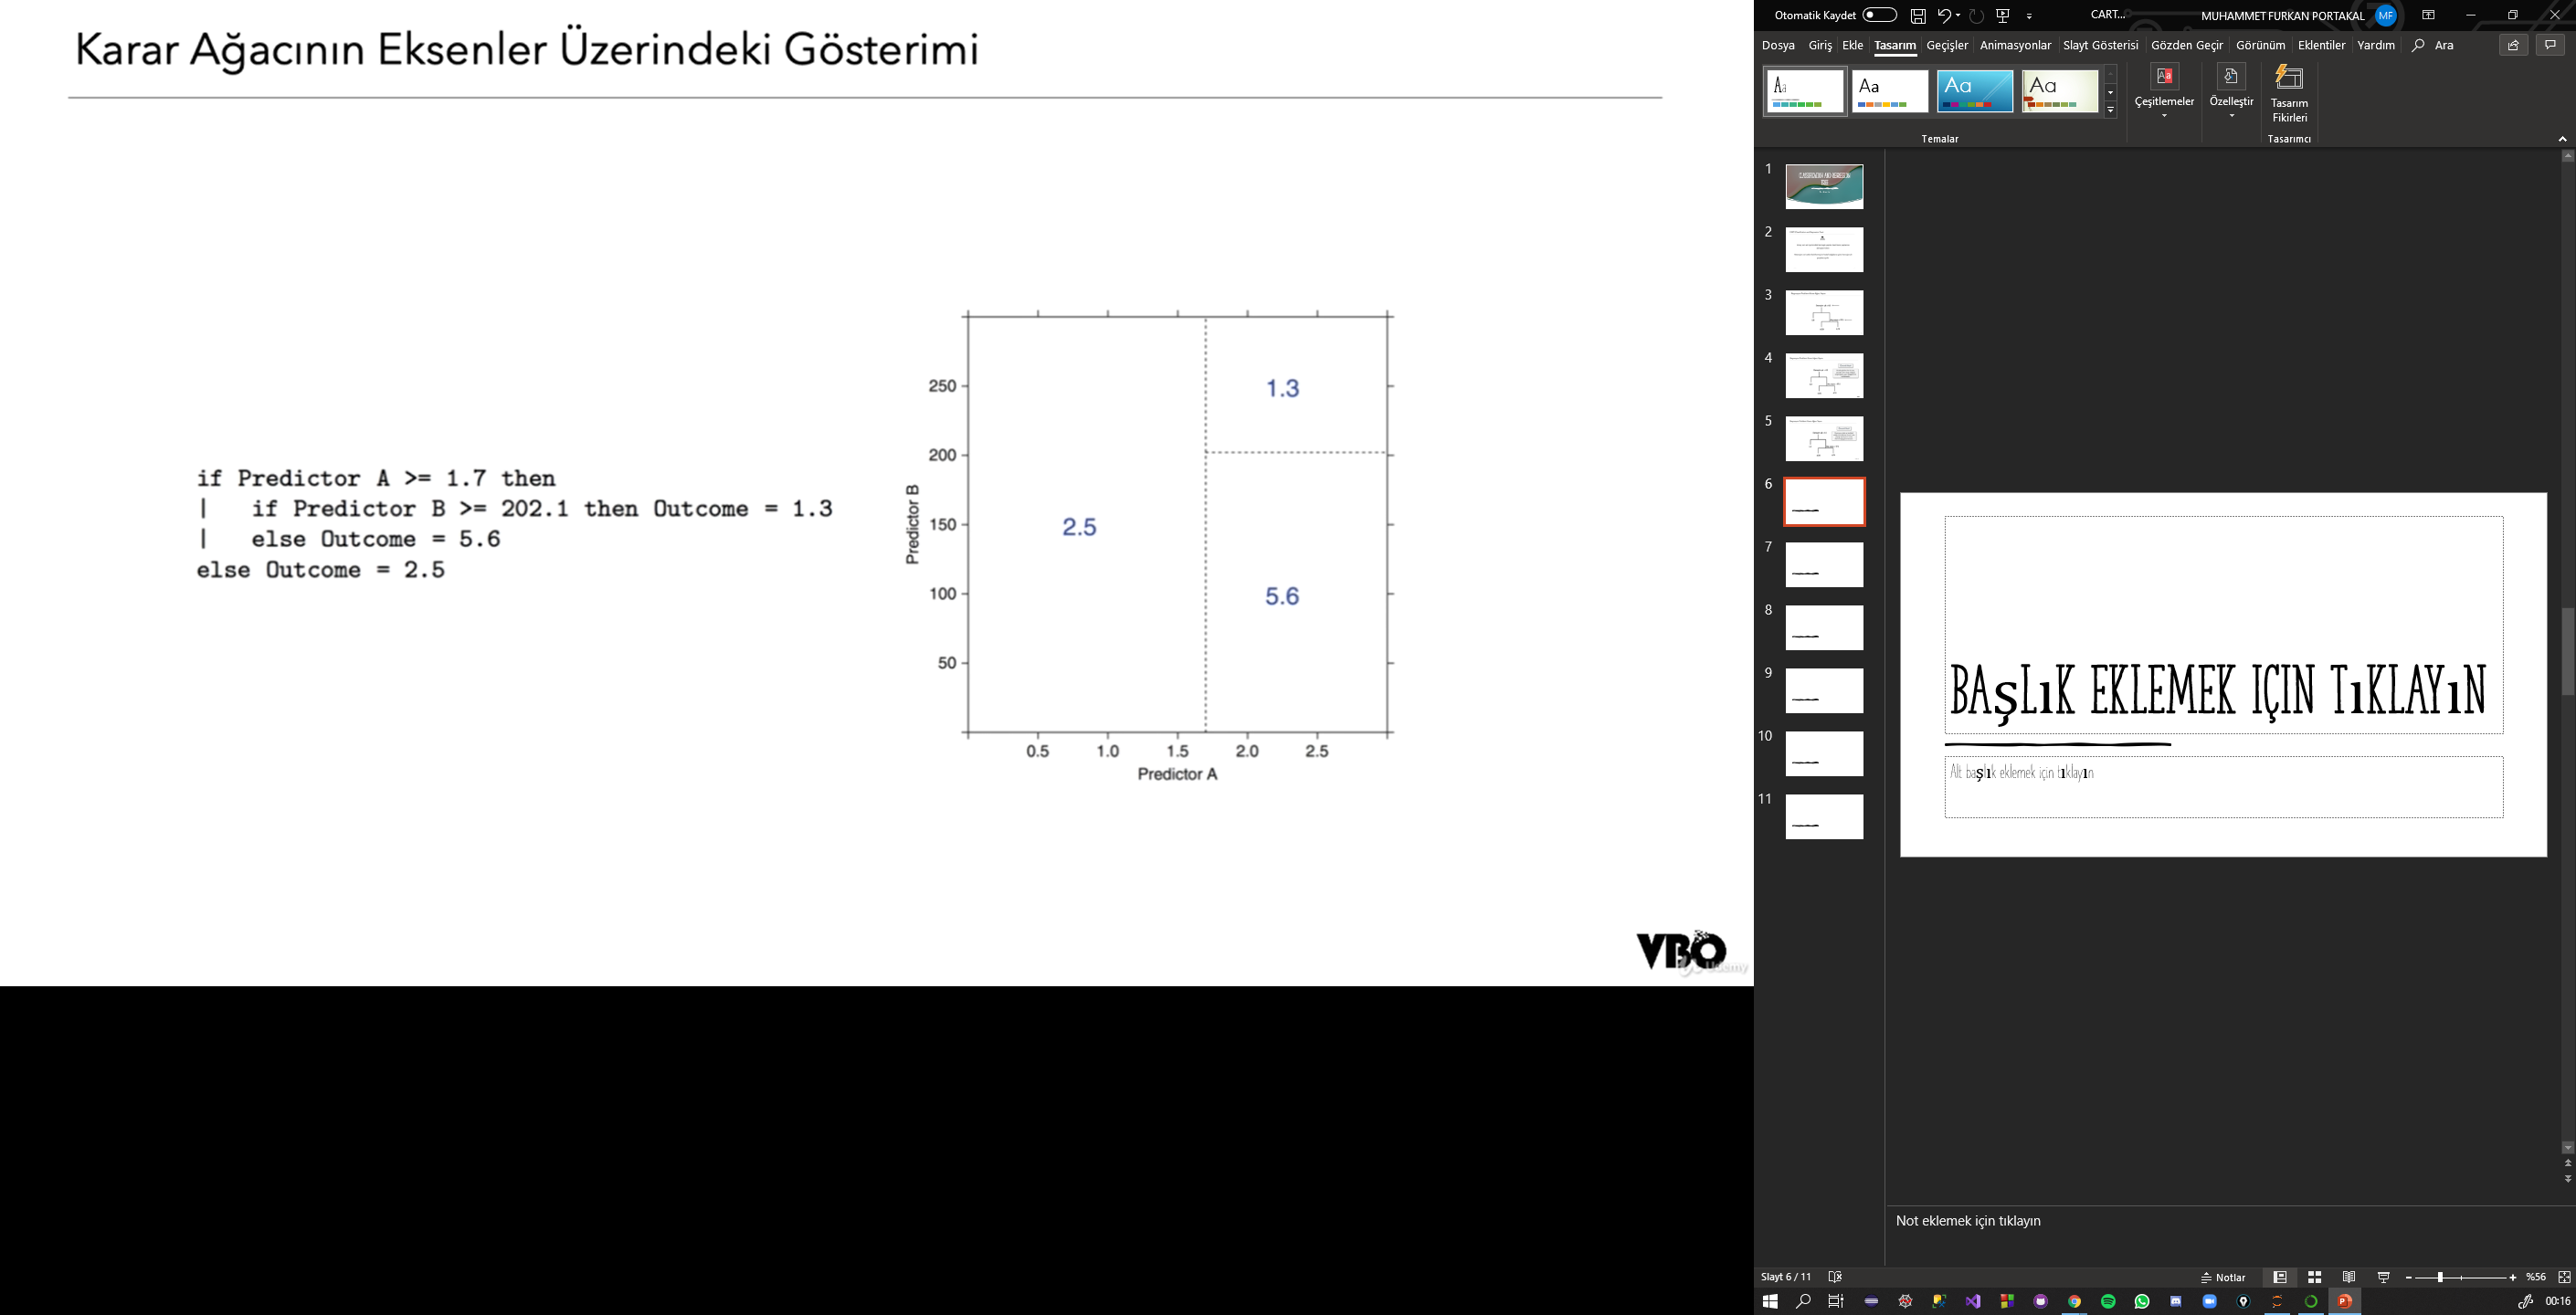 Karar Ağacının Eksenler Üzerindeki Gösterimi
if Predictor A >= 1.7 then
|   if Predictor B >= 202.1 then Outcome = 1.3
|   else Outcome = 5.6
else Outcome = 2.5
Predictor B
250
200
150
100
50
1.3
2.5
5.6
0.5 1.0 1.5 2.0 2.5
Predictor A
VBO
Udemy
Otomatik Kaydet
CART...
MUHAMMET FURKAN PORTAKAL MF
Dosya Giriş Ekle Tasarım Geçişler Animasyonlar Slayt Gösterisi Gözden Geçir Görünüm Eklentiler Yardım Ara
Aa Aa Aa Aa
Çeşitlemeler
Özelleştir
Tasarım
Fikirleri
Temalar
Tasarımcı
1
2
3
4
5
6
7
8
9
10
11
BAŞLıK EKLEMEK IÇIN TıKLAYıN
Alt başlık eklemek için tıklayın
Not eklemek için tıklayın
Slayt 6 / 11
Notlar
%56
00:16